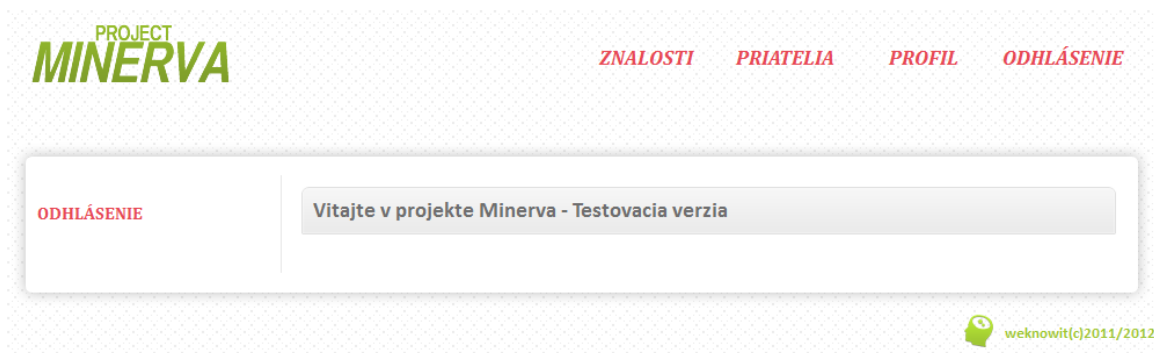 PROJECT
MINERVA
ZNALOSTI PRIATELIA PROFIL ODHLÁSENIE
ODHLÁSENIE
Vitajte v projekte Minerva - Testovacia verzia
weknowit(c)2011/2012